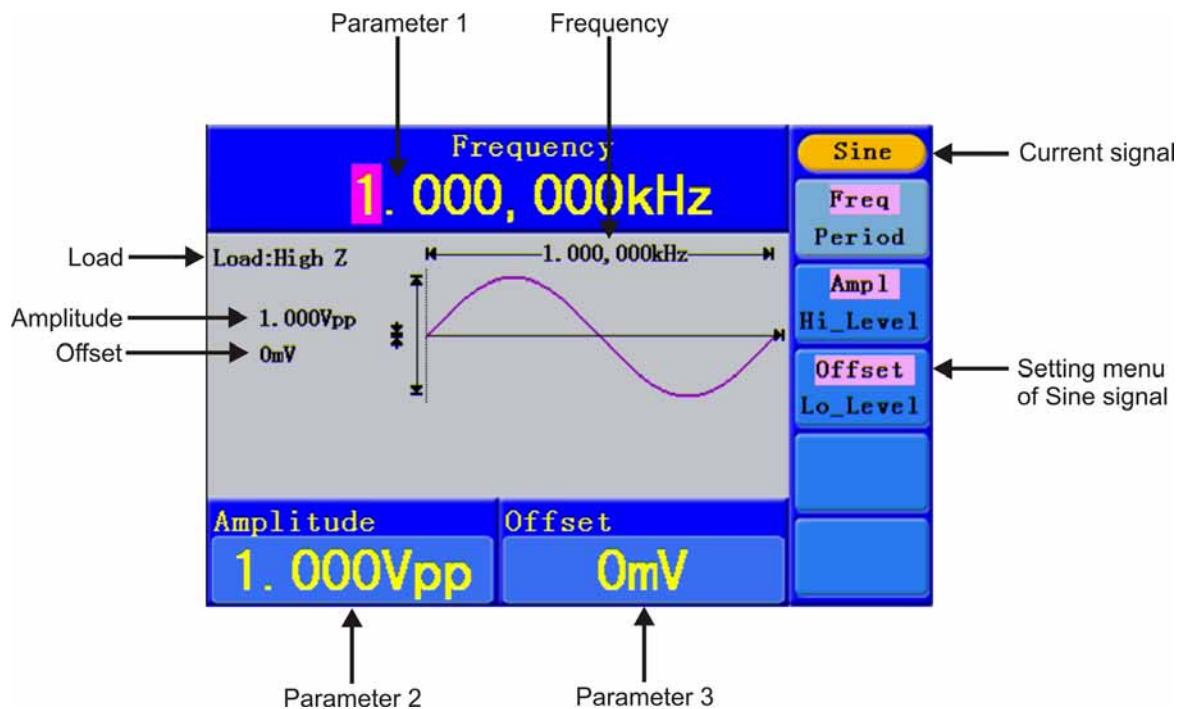 Parameter 1
Frequency
Frequency
1.000,000kHz
Sine
Current signal
Freq
Period
Load
Load:High Z
1.000,000kHz
Ampl
Hi_Level
Amplitude
1.000Vpp
Offset
0mV
Offset
Lo_Level
Setting menu
of Sine signal
Amplitude
Offset
1.000Vpp
0mV
Parameter 2
Parameter 3